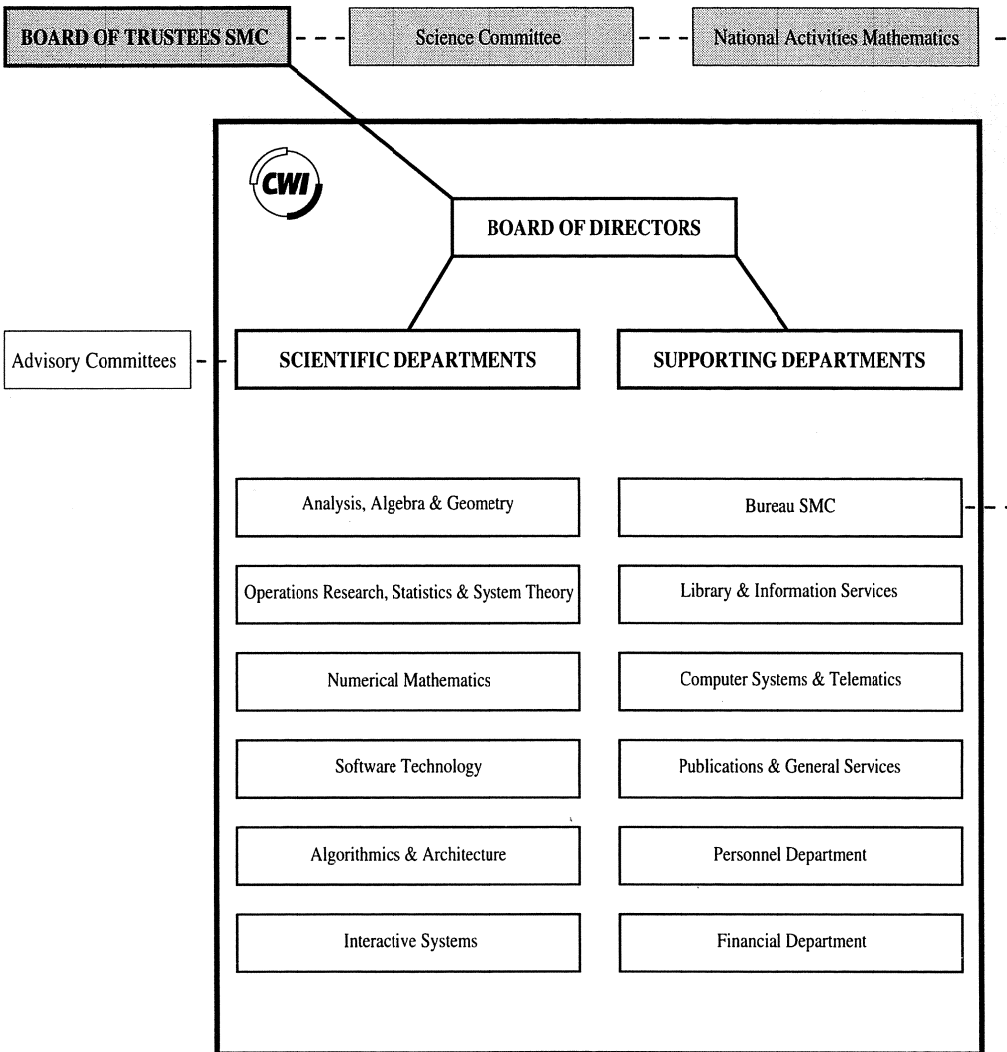 BOARD OF TRUSTEES SMC
Science Committee
National Activities Mathematics
CWI
BOARD OF DIRECTORS
Advisory Committees
SCIENTIFIC DEPARTMENTS
SUPPORTING DEPARTMENTS
Analysis, Algebra & Geometry
Bureau SMC
Operations Research, Statistics & System Theory
Library & Information Services
Numerical Mathematics
Computer Systems & Telematics
Software Technology
Publications & General Services
Algorithmics & Architecture
Personnel Department
Interactive Systems
Financial Department